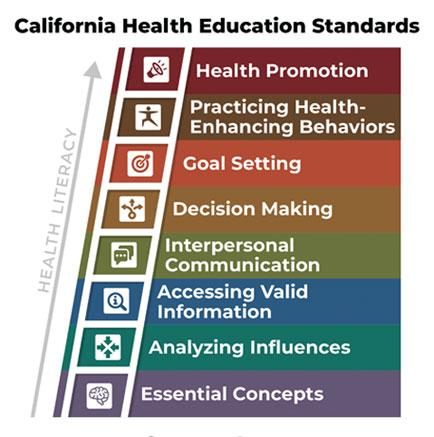 California Health Education Standards
HEALTH LITERACY
Health Promotion
Practicing Health-
Enhancing Behaviors
Goal Setting
Decision Making
Interpersonal
Communication
Accessing Valid
Information
Analyzing Influences
Essential Concepts